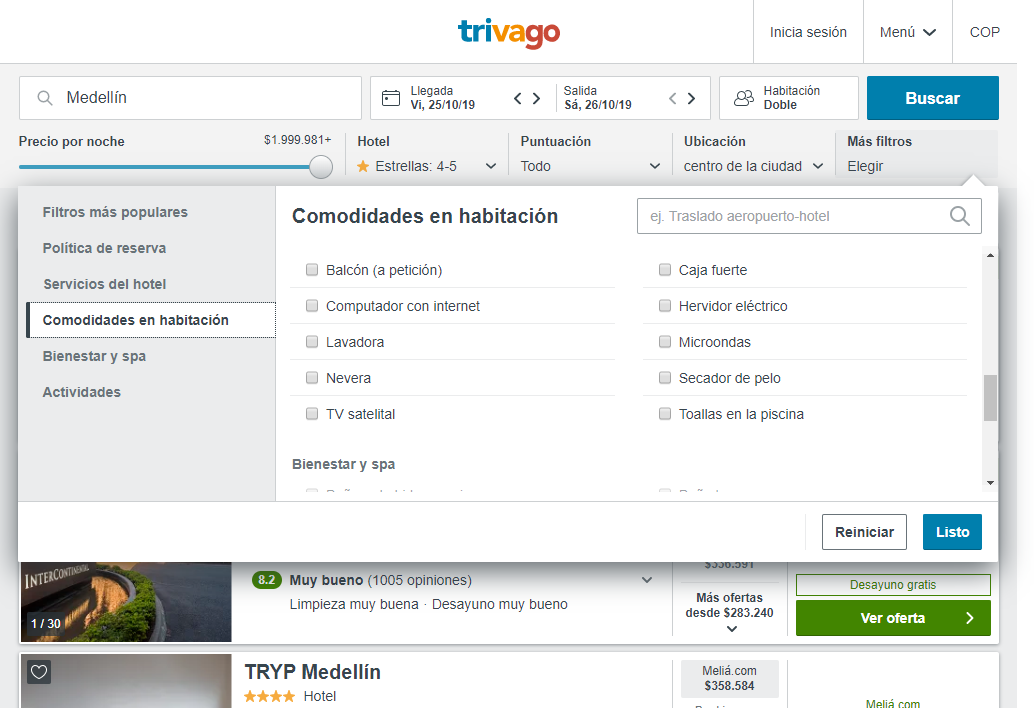 trivago
Inicia sesión
Menú
COP
Medellín
Llegada
Vi, 25/10/19
Salida
Sá, 26/10/19
Habitación
Doble
Buscar
Precio por noche
$1.999.981+
Hotel
Estrellas: 4-5
Puntuación
Todo
Ubicación
centro de la ciudad
Más filtros
Elegir
Filtros más populares
Política de reserva
Servicios del hotel
Comodidades en habitación
Bienestar y spa
Actividades
Comodidades en habitación
ej. Traslado aeropuerto-hotel
Balcón (a petición)
Caja fuerte
Computador con internet
Hervidor eléctrico
Lavadora
Microondas
Nevera
Secador de pelo
TV satelital
Toallas en la piscina
Bienestar y spa
Reiniciar
Listo
INTERCONTINENTAL
1 / 30
8.2 Muy bueno (1005 opiniones)
Limpieza muy buena · Desayuno muy bueno
$336.591
Más ofertas
desde $283.240
Desayuno gratis
Ver oferta
TRYP Medellín
Hotel
Meliá.com
$358.584
Meliá.com